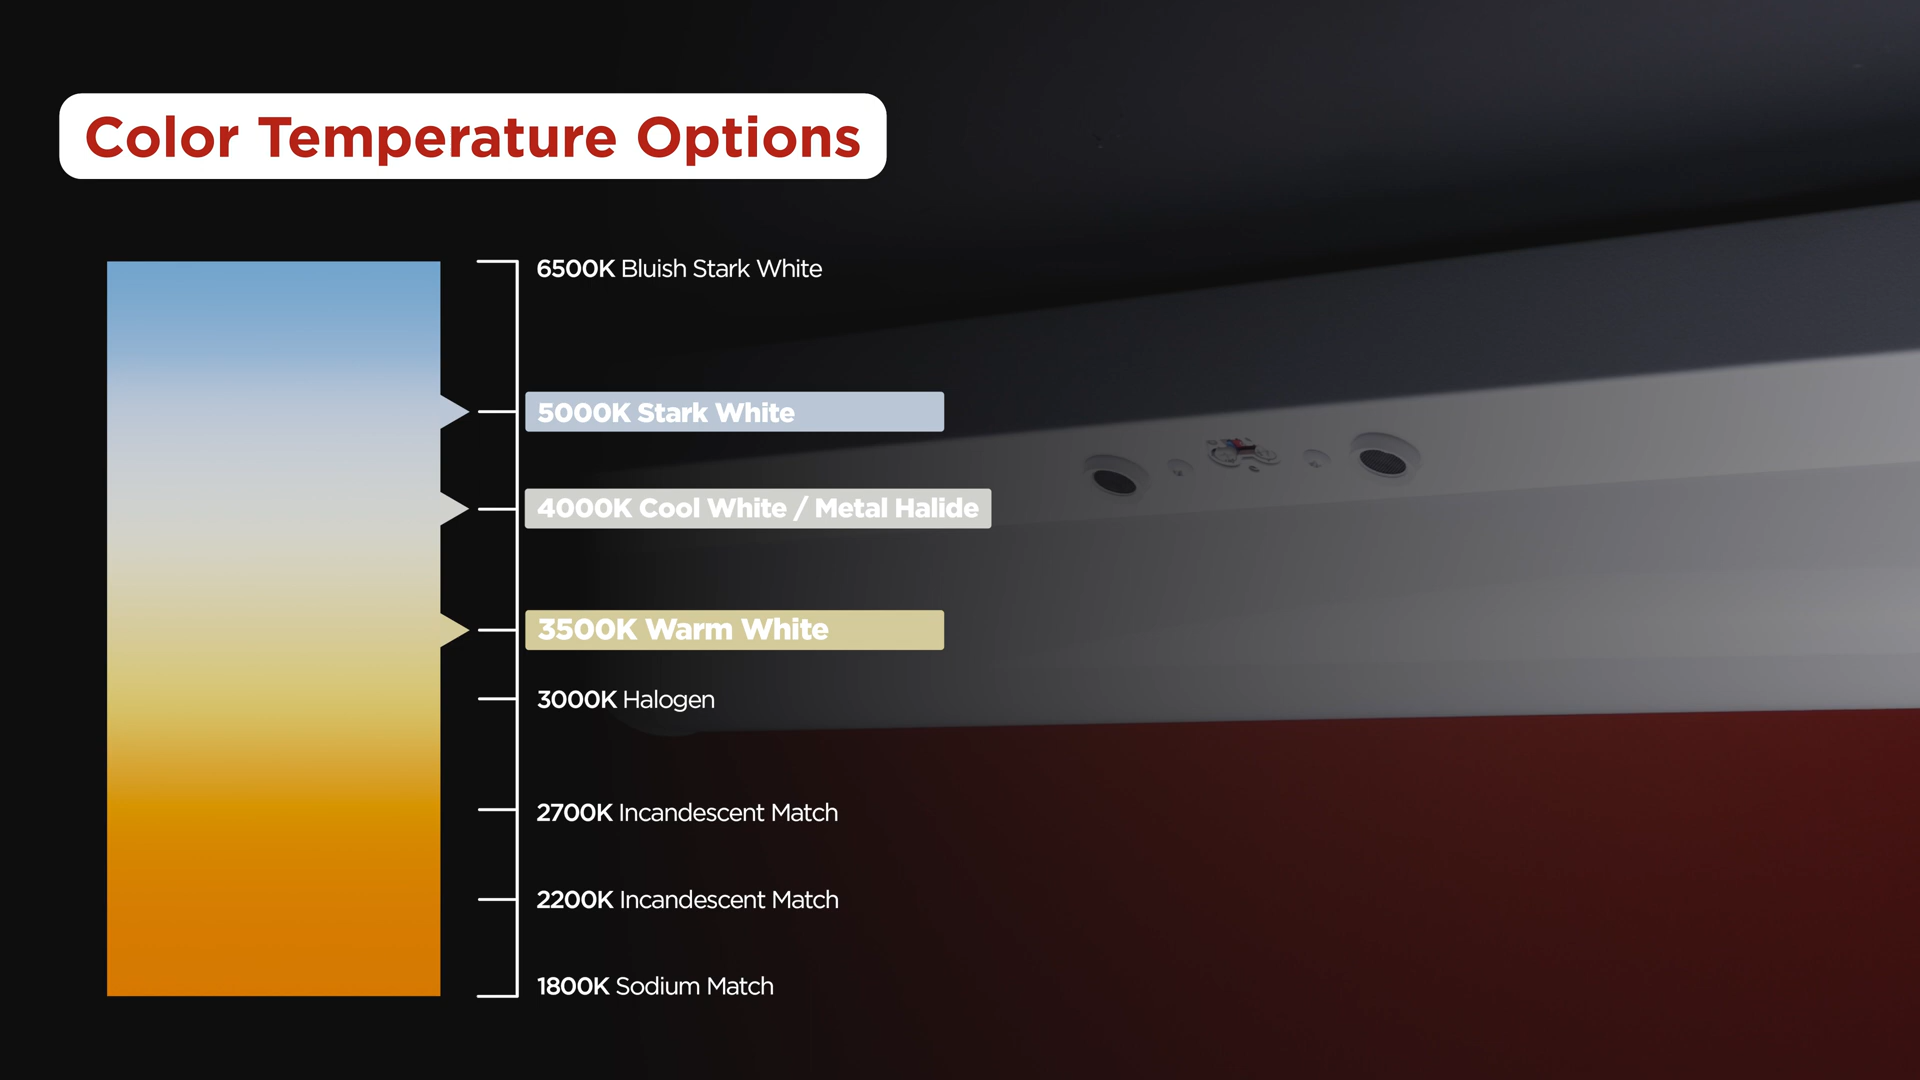 Color Temperature Options
6500K Bluish Stark White
5000K Stark White
4000K Cool White / Metal Halide
3500K Warm White
3000K Halogen
2700K Incandescent Match
2200K Incandescent Match
1800K Sodium Match